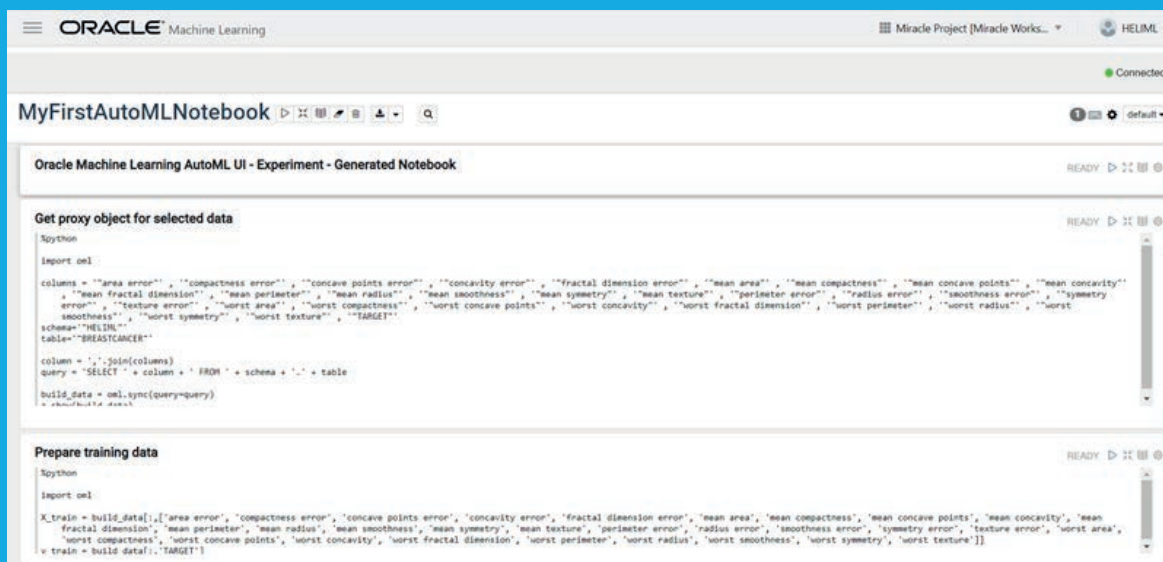 ORACLE Machine Learning
Miracle Project [Miracle Works...
HELIML
Connected
MyFirstAutoMLNotebook
1
default
Oracle Machine Learning AutoML UI - Experiment - Generated Notebook
READY
Get proxy object for selected data
READY
%python
import oml
columns = '"area error"' , '"compactness error"' , '"concave points error"' , '"concavity error"' , '"fractal dimension error"' , '"mean area"' , '"mean compactness"' , '"mean concave points"' , '"mean concavity"'
, '"mean fractal dimension"' , '"mean perimeter"' , '"mean radius"' , '"mean smoothness"' , '"mean symmetry"' , '"mean texture"' , '"perimeter error"' , '"radius error"' , '"smoothness error"' , '"symmetry
error"' , '"texture error"' , '"worst area"' , '"worst compactness"' , '"worst concave points"' , '"worst concavity"' , '"worst fractal dimension"' , '"worst perimeter"' , '"worst radius"' , '"worst
smoothness"' , '"worst symmetry"' , '"worst texture"' , '"TARGET"'
schema='"HELIML"'
table='"BREASTCANCER"'
column = ','.join(columns)
query = 'SELECT ' + column + ' FROM ' + schema + '.' + table
build_data = oml.sync(query=query)
z.show(build_data)
Prepare training data
READY
%python
import oml
X_train = build_data[:,['area error', 'compactness error', 'concave points error', 'concavity error', 'fractal dimension error', 'mean area', 'mean compactness', 'mean concave points', 'mean concavity', 'mean
fractal dimension', 'mean perimeter', 'mean radius', 'mean smoothness', 'mean symmetry', 'mean texture', 'perimeter error', 'radius error', 'smoothness error', 'symmetry error', 'texture error', 'worst area',
'worst compactness', 'worst concave points', 'worst concavity', 'worst fractal dimension', 'worst perimeter', 'worst radius', 'worst smoothness', 'worst symmetry', 'worst texture']]
y_train = build_data[:,'TARGET']